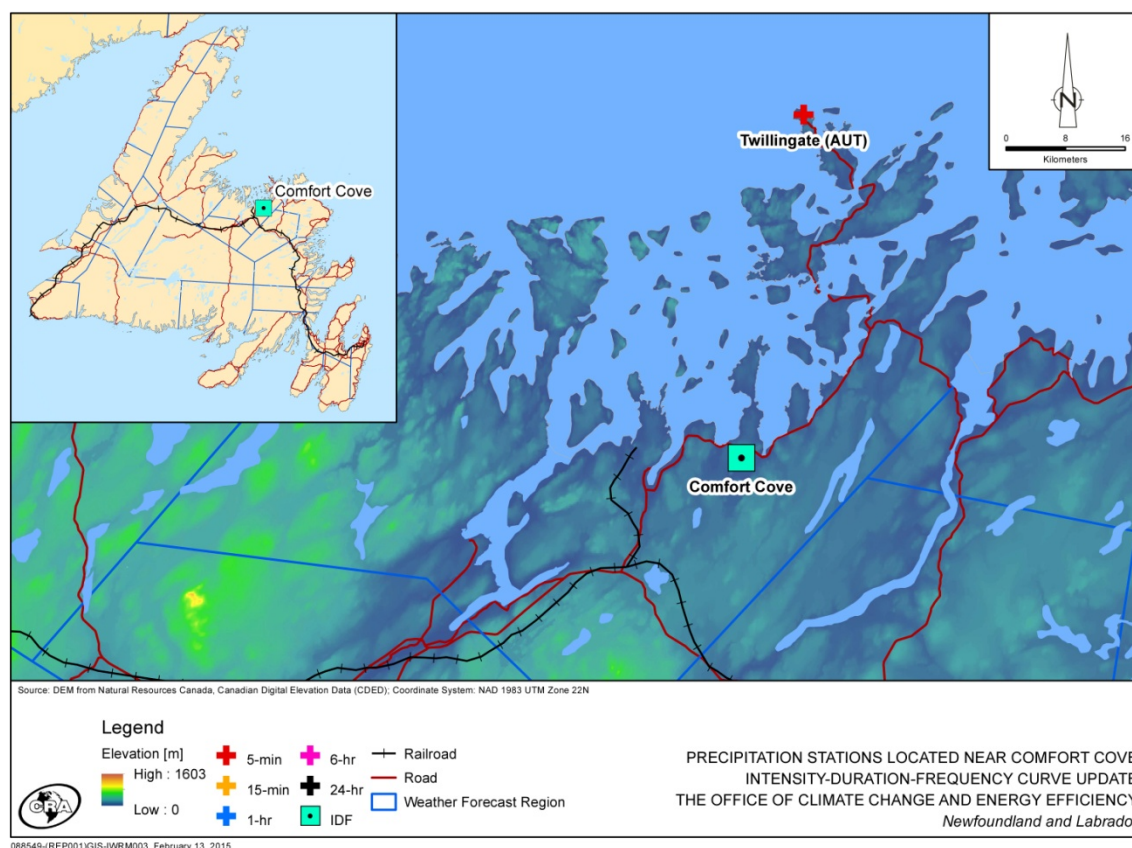 Comfort Cove
N
0 8 16
Kilometers
Twillingate (AUT)
Comfort Cove
Source: DEM from Natural Resources Canada, Canadian Digital Elevation Data (CDED); Coordinate System: NAD 1983 UTM Zone 22N
Legend
Elevation [m]
High : 1603
Low : 0
5-min
15-min
1-hr
6-hr
24-hr
IDF
Railroad
Road
Weather Forecast Region
CRA
PRECIPITATION STATIONS LOCATED NEAR COMFORT COVE
INTENSITY-DURATION-FREQUENCY CURVE UPDATE
THE OFFICE OF CLIMATE CHANGE AND ENERGY EFFICIENCY
Newfoundland and Labrado
088549-(REP001)GIS-IWRM003 February 13, 2015